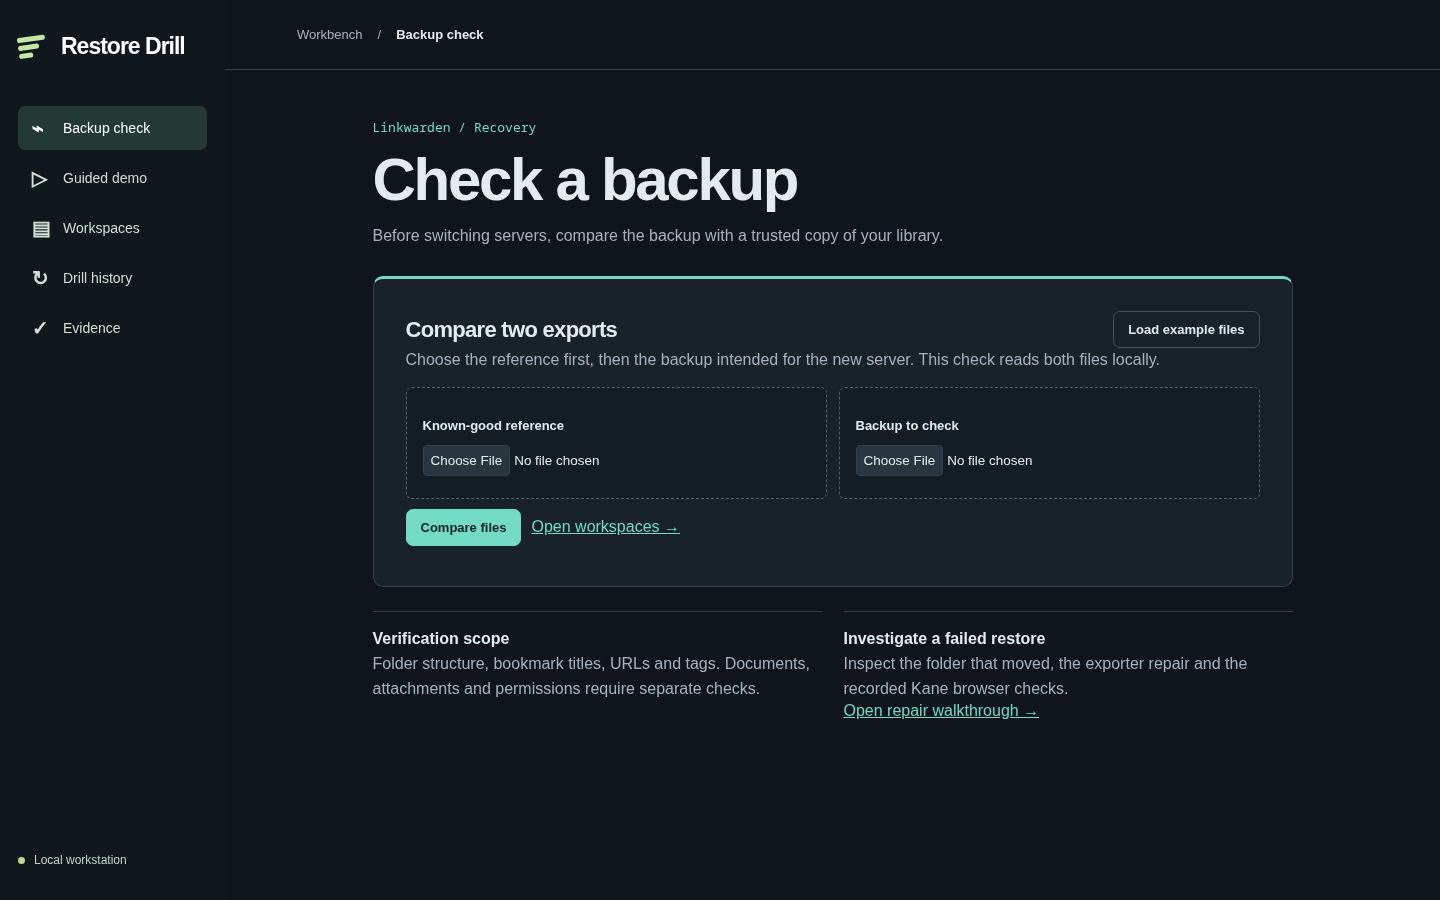 Restore Drill
Backup check
Guided demo
Workspaces
Drill history
Evidence
Local workstation
Workbench / Backup check
Linkwarden / Recovery
Check a backup
Before switching servers, compare the backup with a trusted copy of your library.
Compare two exports
Load example files
Choose the reference first, then the backup intended for the new server. This check reads both files locally.
Known-good reference
Choose File No file chosen
Backup to check
Choose File No file chosen
Compare files
Open workspaces →
Verification scope
Folder structure, bookmark titles, URLs and tags. Documents,
attachments and permissions require separate checks.
Investigate a failed restore
Inspect the folder that moved, the exporter repair and the
recorded Kane browser checks.
Open repair walkthrough →